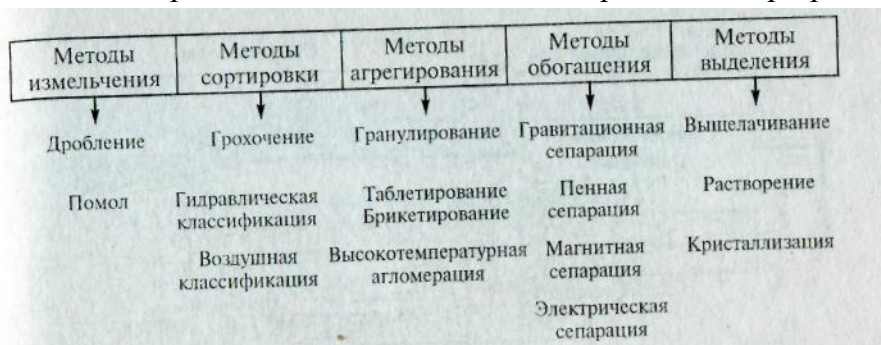 Методы
измельчения
Методы
сортировки
Методы
агрегирования
Методы
обогащения
Методы
выделения
Дробление
Помол
Грохочение
Гидравлическая
классификация
Воздушная
классификация
Гранулирование
Таблетирование
Брикетирование
Высокотемпературная
агломерация
Гравитационная
сепарация
Пенная
сепарация
Магнитная
сепарация
Электрическая
сепарация
Выщелачивание
Растворение
Кристаллизация